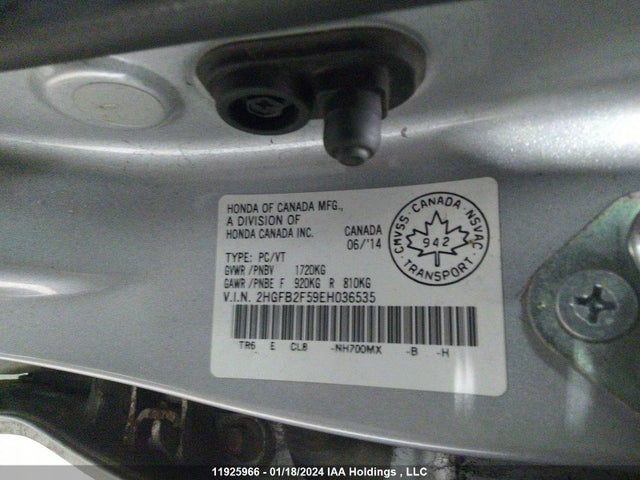 HONDA OF CANADA MFG.,
A DIVISION OF
HONDA CANADA INC.
CANADA
06/'14
TYPE: PC/VT
GVWR/PNBV 1720KG
GAWR/PNBE F 920KG R 810KG
V.I.N. 2HGFB2F59EH036535
TR6 E CLB -NH700MX -B -H
CMVSS · CANADA · NSVAC
942
TRANSPORT
11925966 - 01/18/2024 IAA Holdings , LLC